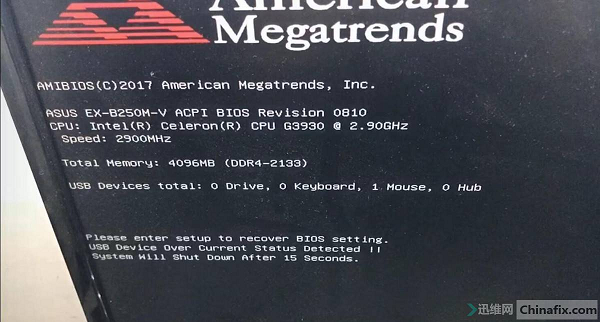 American
Megatrends
AMIBIOS(C)2017 American Megatrends, Inc.
ASUS EX-B250M-V ACPI BIOS Revision 0810
CPU: Intel(R) Celeron(R) CPU G3930 @ 2.90GHz
Speed: 2900MHz
Total Memory: 4096MB (DDR4-2133)
USB Devices total: 0 Drive, 0 Keyboard, 1 Mouse, 0 Hub
Please enter setup to recover BIOS setting.
USB Device Over Current Status Detected !!
System Will Shut Down After 15 Seconds.
迅维网 Chinafix.com